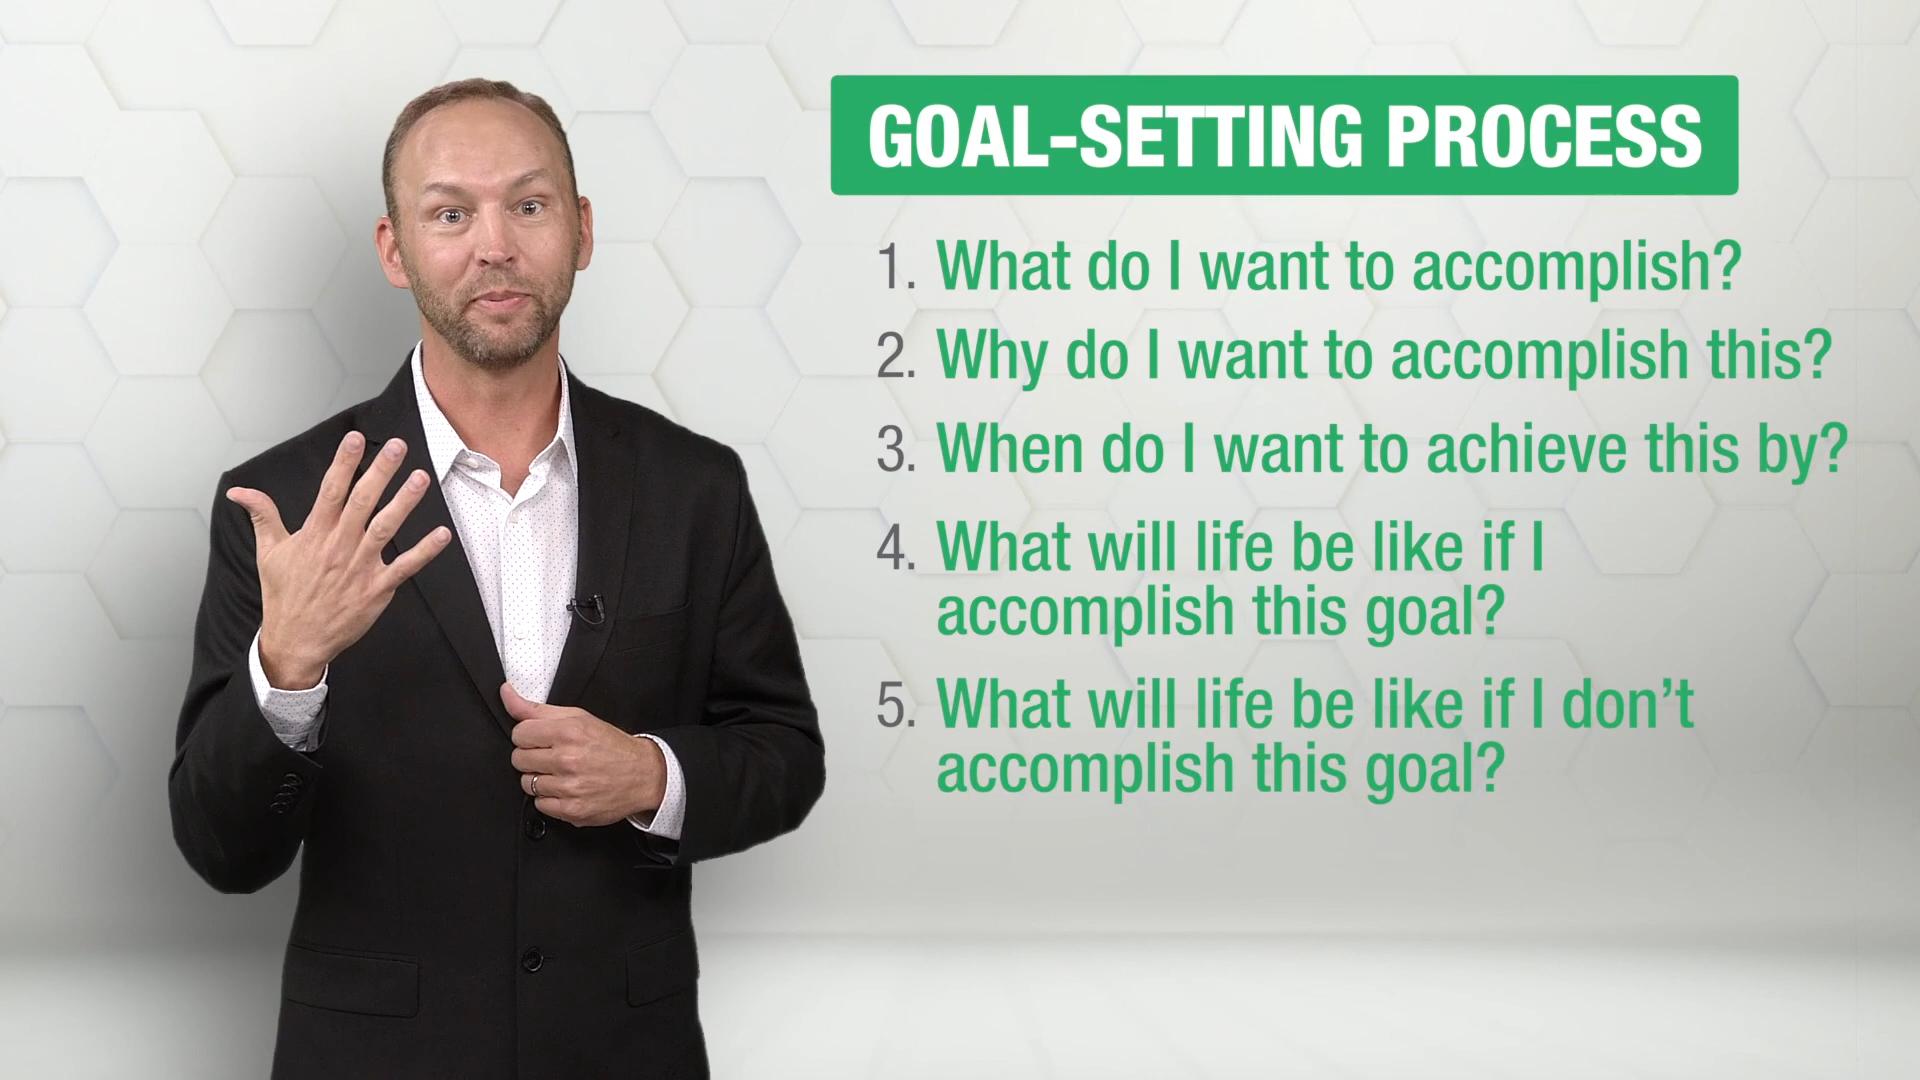 GOAL-SETTING PROCESS
1. What do I want to accomplish?
2. Why do I want to accomplish this?
3. When do I want to achieve this by?
4. What will life be like if I
accomplish this goal?
5. What will life be like if I don’t
accomplish this goal?